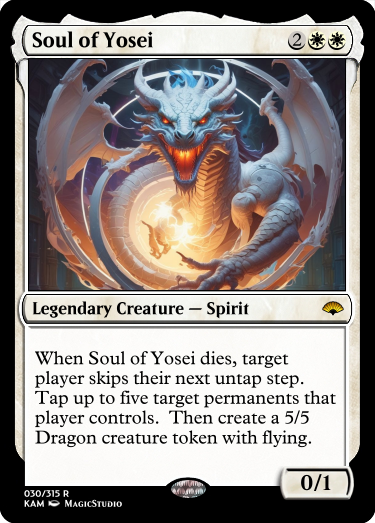 Soul of Yosei 2
Legendary Creature — Spirit
When Soul of Yosei dies, target
player skips their next untap step.
Tap up to five target permanents that
player controls.  Then create a 5/5
Dragon creature token with flying.
0/1
030/315 R
KAM MagicStudio